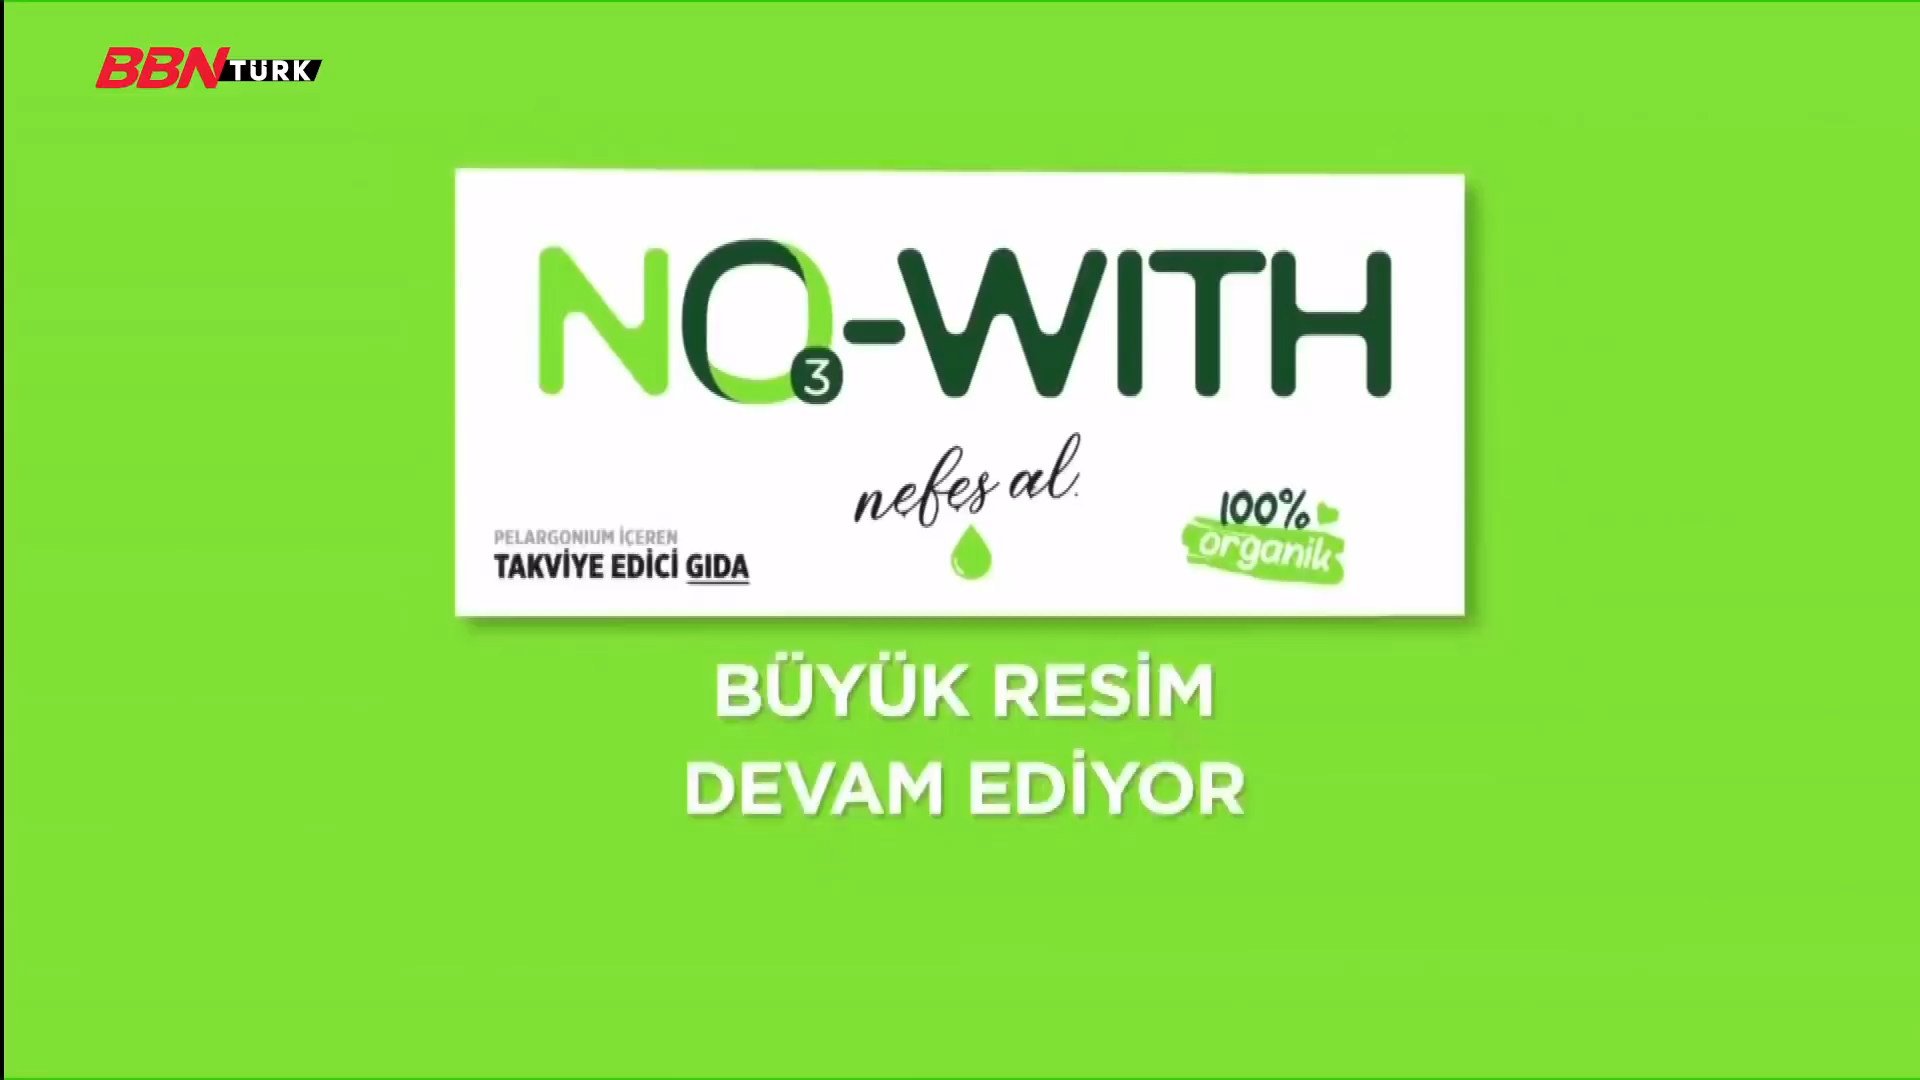 BBN TÜRK
NO3-WITH
nefes al.
PELARGONIUM İÇEREN
TAKVİYE EDİCİ GIDA
100%
organik
BÜYÜK RESİM
DEVAM EDİYOR